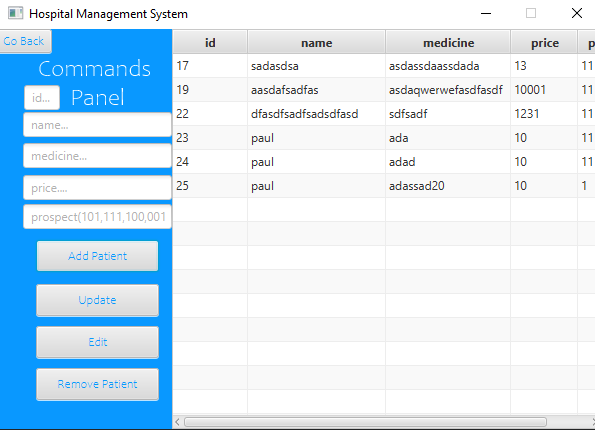 Hospital Management System
Go Back
Commands
Panel
id...
name...
medicine...
price....
prospect(101,111,100,001
Add Patient
Update
Edit
Remove Patient
id name medicine price p
17 sadasdsa asdassdaassdada 13 11
19 aasdafsadfas asdaqwerwefasdfasdf 10001 11
22 dfasdfsadfsadsdfasd sdfsadf 1231 11
23 paul ada 10 11
24 paul adad 10 11
25 paul adassad20 10 1